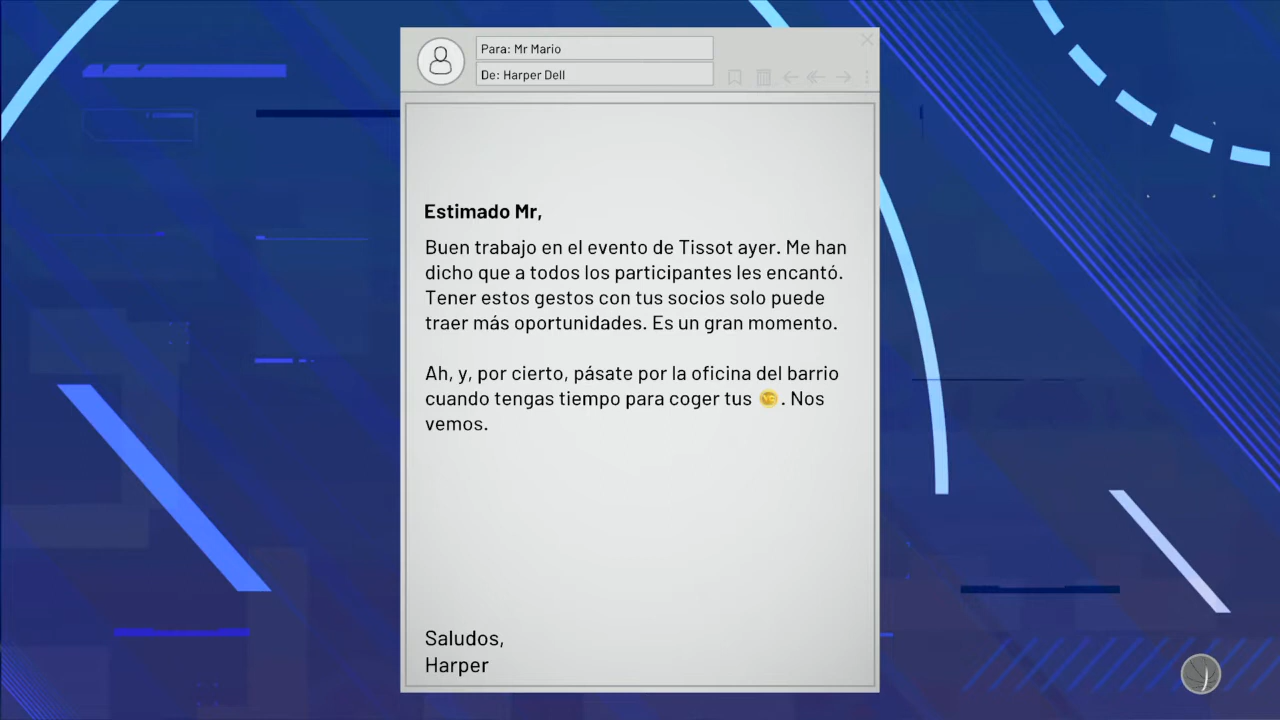 Para: Mr Mario
De: Harper Dell
Estimado Mr,
Buen trabajo en el evento de Tissot ayer. Me han
dicho que a todos los participantes les encantó.
Tener estos gestos con tus socios solo puede
traer más oportunidades. Es un gran momento.
Ah, y, por cierto, pásate por la oficina del barrio
cuando tengas tiempo para coger tus VC. Nos
vemos.
Saludos,
Harper